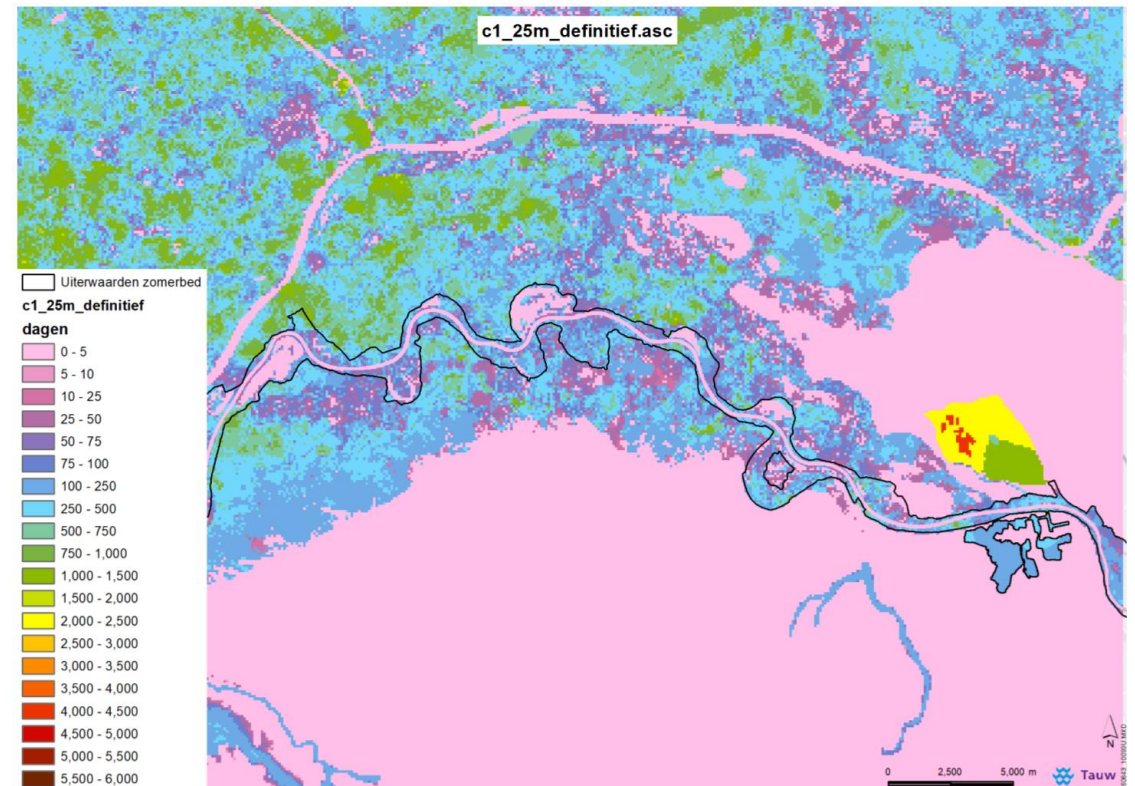 c1_25m_definitief.asc
Uiterwaarden zomerbed
c1_25m_definitief
dagen
0 - 5
5 - 10
10 - 25
25 - 50
50 - 75
75 - 100
100 - 250
250 - 500
500 - 750
750 - 1,000
1,000 - 1,500
1,500 - 2,000
2,000 - 2,500
2,500 - 3,000
3,000 - 3,500
3,500 - 4,000
4,000 - 4,500
4,500 - 5,000
5,000 - 5,500
5,500 - 6,000
N
0 2,500 5,000 m
Tauw